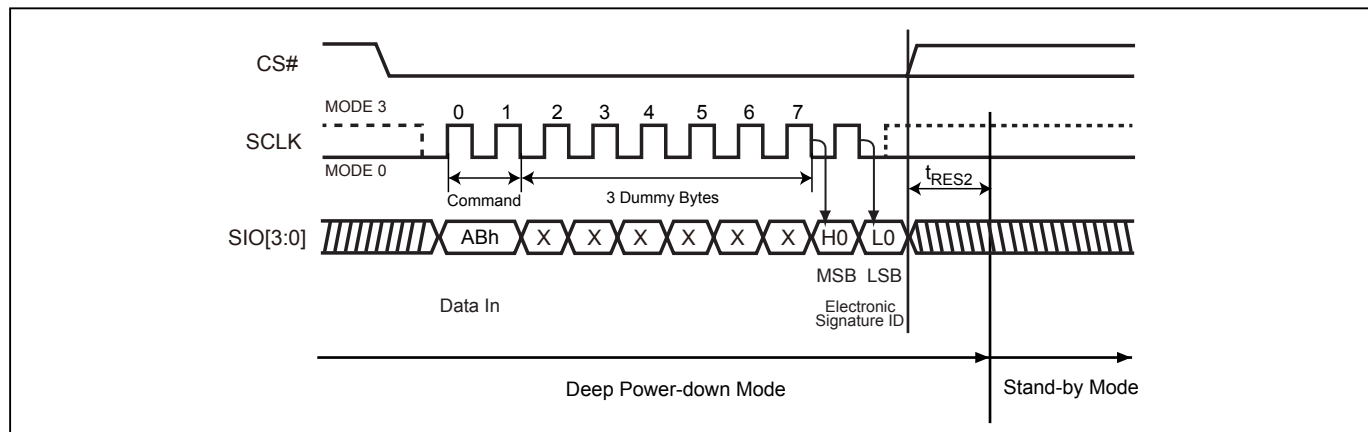 CS#
MODE 3
0 1 2 3 4 5 6 7
SCLK
MODE 0
tRES2
Command
3 Dummy Bytes
SIO[3:0]
ABh X X X X X X H0 L0
MSB LSB
Data In
Electronic
Signature ID
Deep Power-down Mode
Stand-by Mode